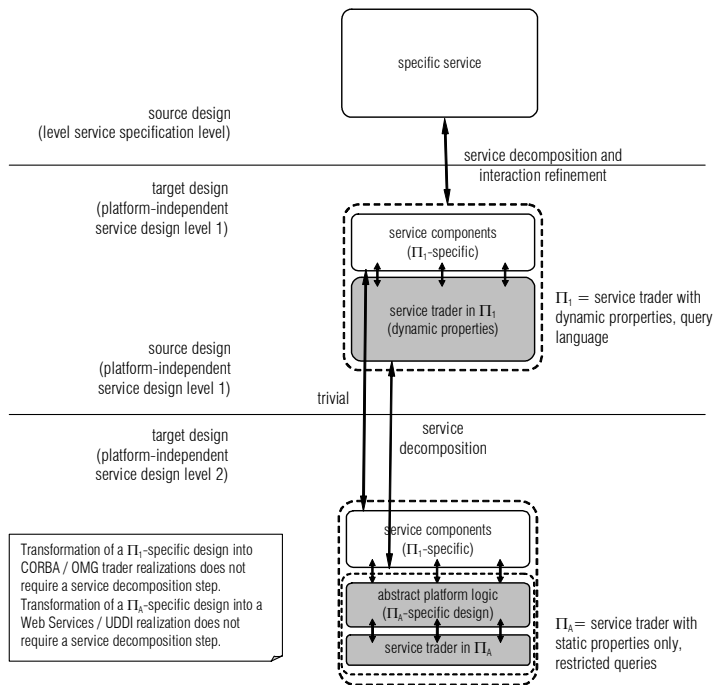 specific service
source design
(level service specification level)
service decomposition and
interaction refinement
target design
(platform-independent
service design level 1)
service components
(Π1-specific)
service trader in Π1
(dynamic properties)
Π1 = service trader with
dynamic prorperties, query
language
source design
(platform-independent
service design level 1)
trivial
service
decomposition
target design
(platform-independent
service design level 2)
service components
(Π1-specific)
Transformation of a Π1-specific design into
CORBA / OMG trader realizations does not
require a service decomposition step.
Transformation of a ΠA-specific design into a
Web Services / UDDI realization does not
require a service decomposition step.
abstract platform logic
(ΠA-specific design)
service trader in ΠA
ΠA= service trader with
static properties only,
restricted queries